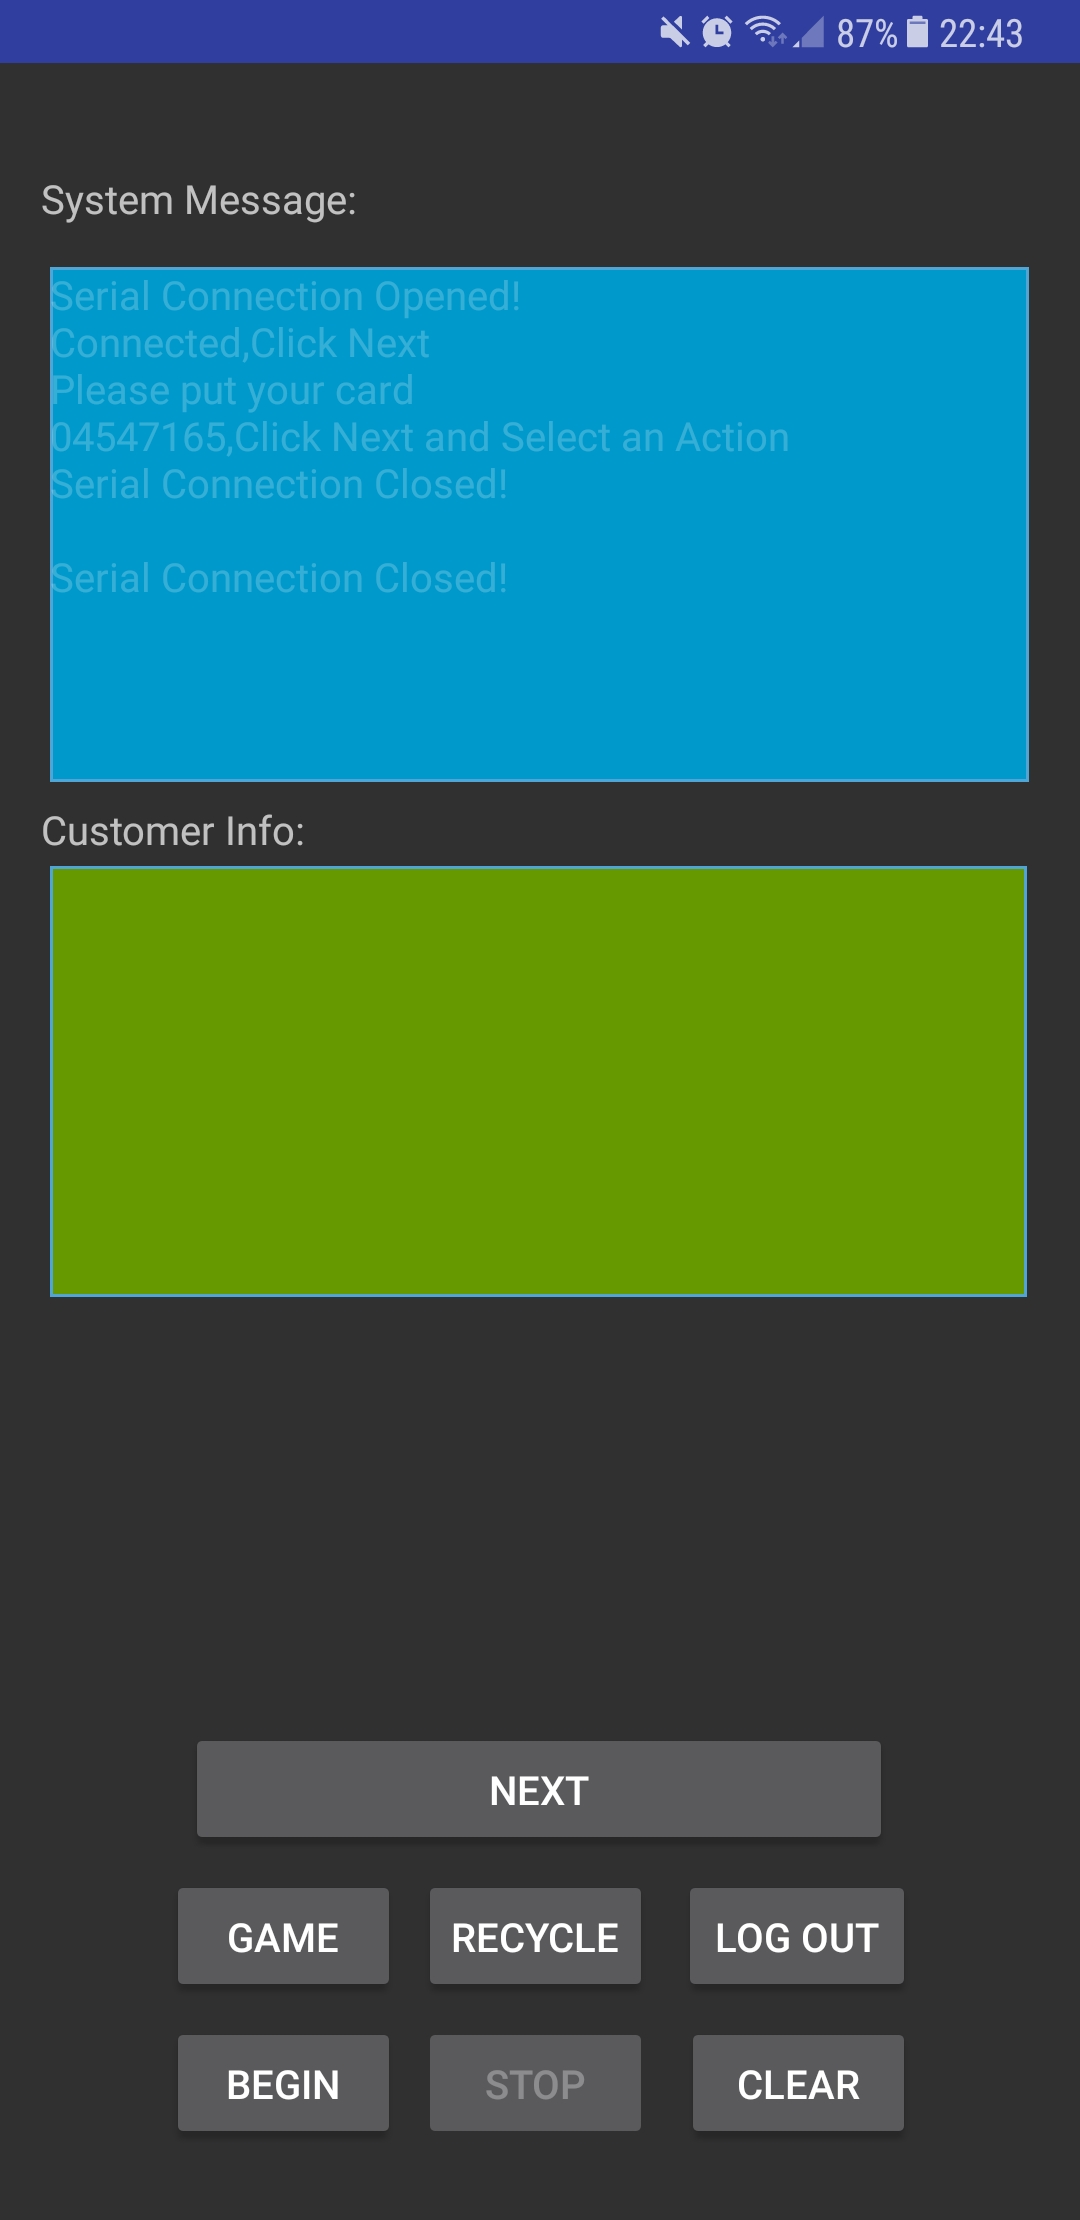 87% 22:43
System Message:
Serial Connection Opened!
Connected,Click Next
Please put your card
04547165,Click Next and Select an Action
Serial Connection Closed!
Serial Connection Closed!
Customer Info:
NEXT
GAME RECYCLE LOG OUT
BEGIN STOP CLEAR